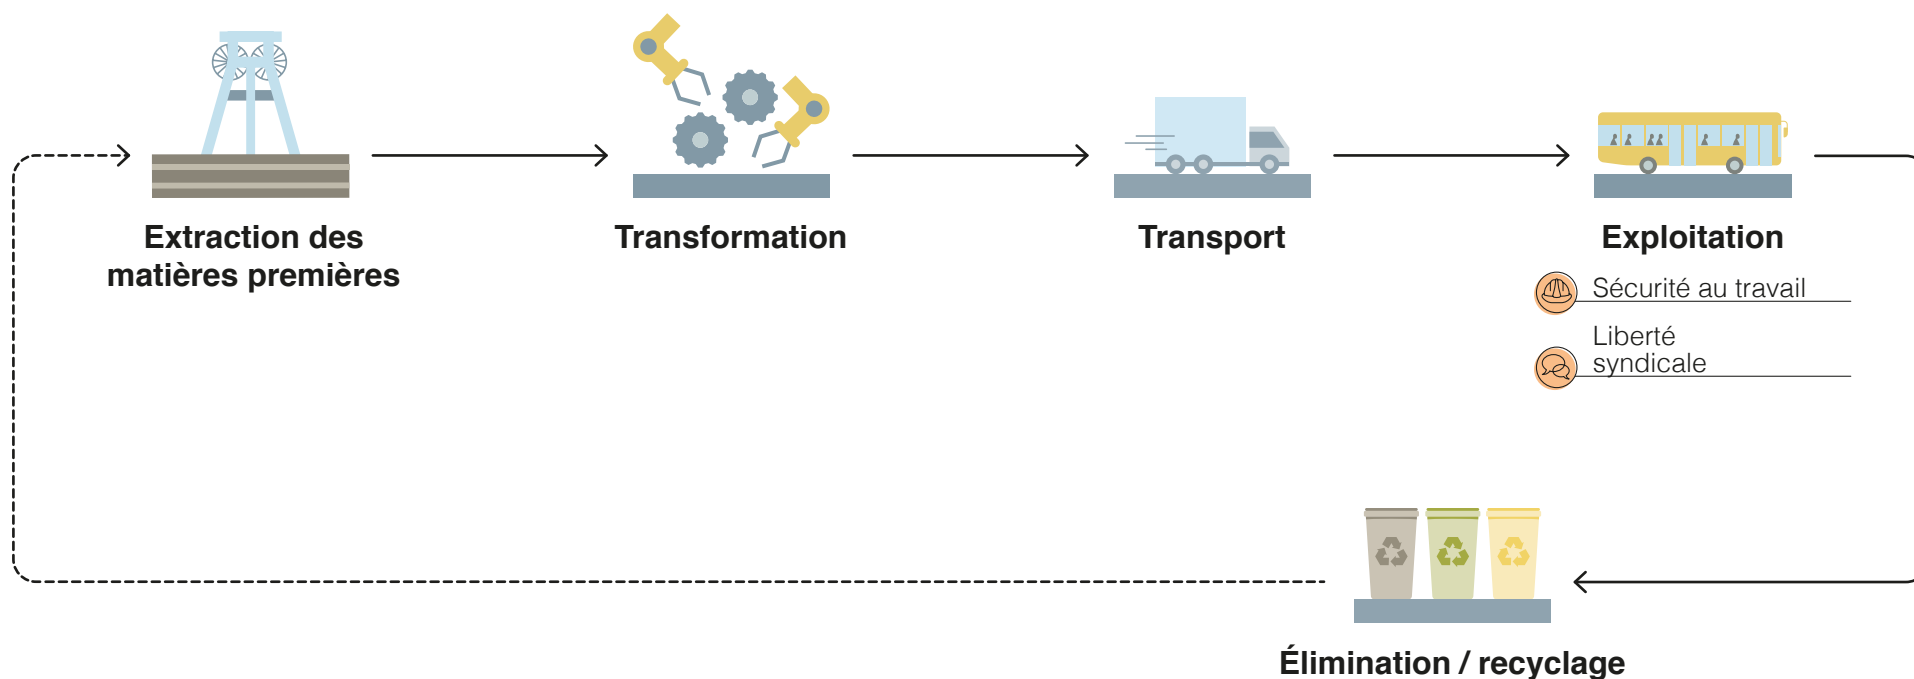 Extraction des
matières premières
Transformation
Transport
Exploitation
Sécurité au travail
Liberté
syndicale
Élimination / recyclage